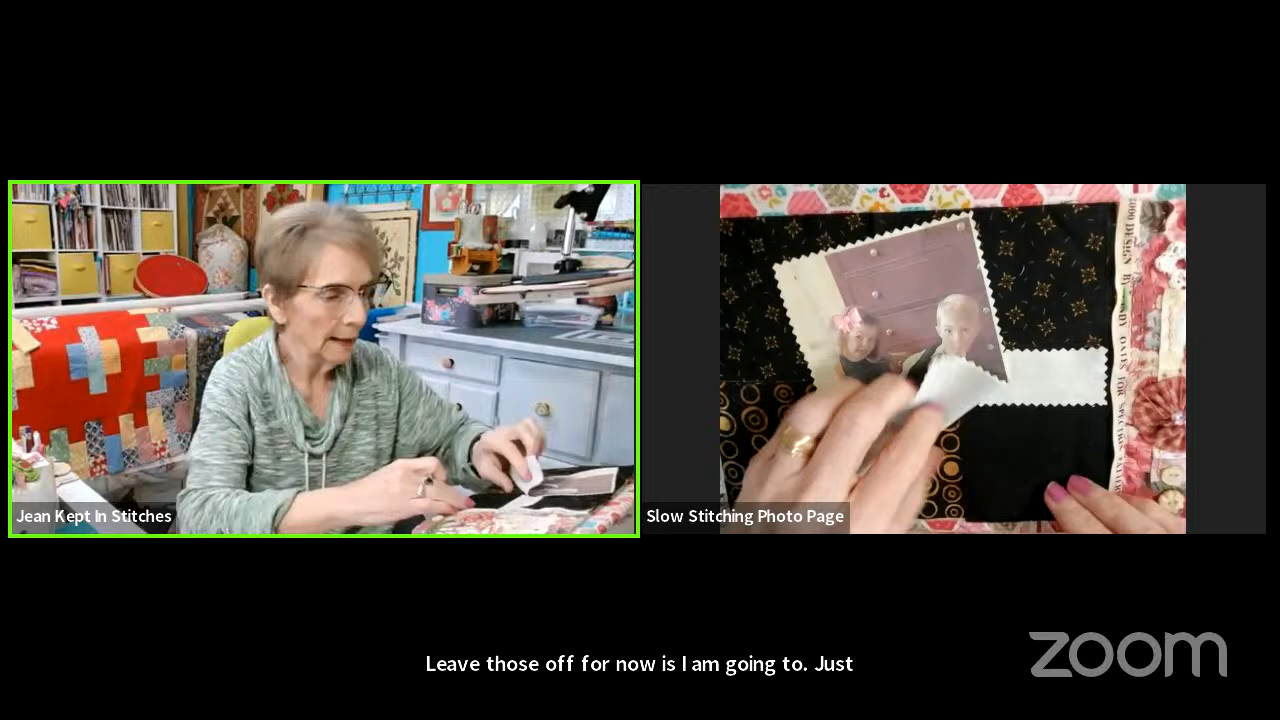 Jean Kept In Stitches
Slow Stitching Photo Page
Leave those off for now is I am going to. Just
zoom